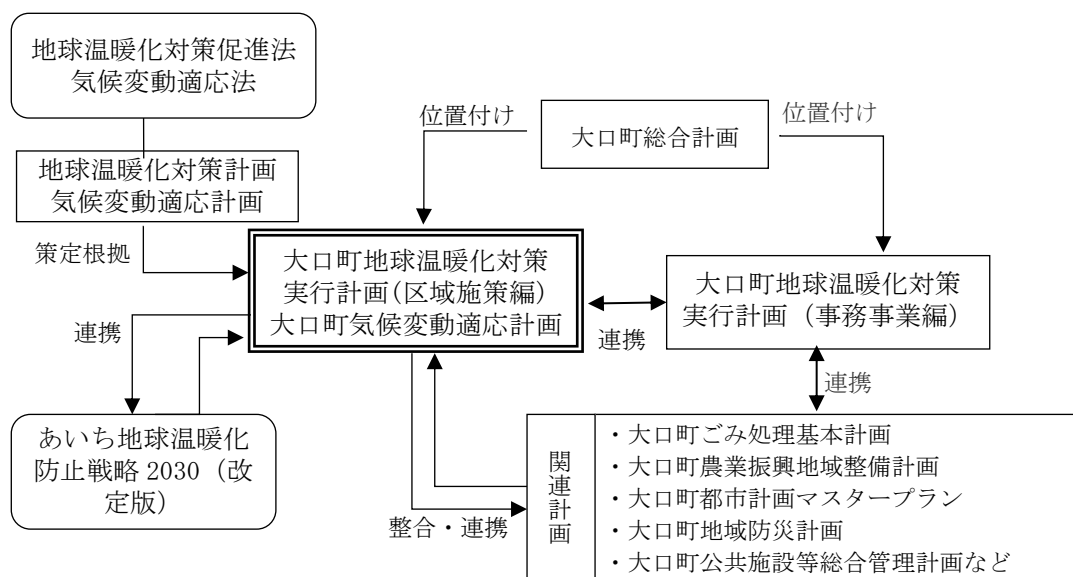 地球温暖化対策促進法
気候変動適応法
地球温暖化対策計画
気候変動適応計画
策定根拠
位置付け
大口町総合計画
位置付け
大口町地球温暖化対策
実行計画(区域施策編)
大口町気候変動適応計画
連携
大口町地球温暖化対策
実行計画（事務事業編）
連携
あいち地球温暖化
防止戦略 2030（改
定版）
連携
整合・連携
関連計画
・大口町ごみ処理基本計画
・大口町農業振興地域整備計画
・大口町都市計画マスタープラン
・大口町地域防災計画
・大口町公共施設等総合管理計画など